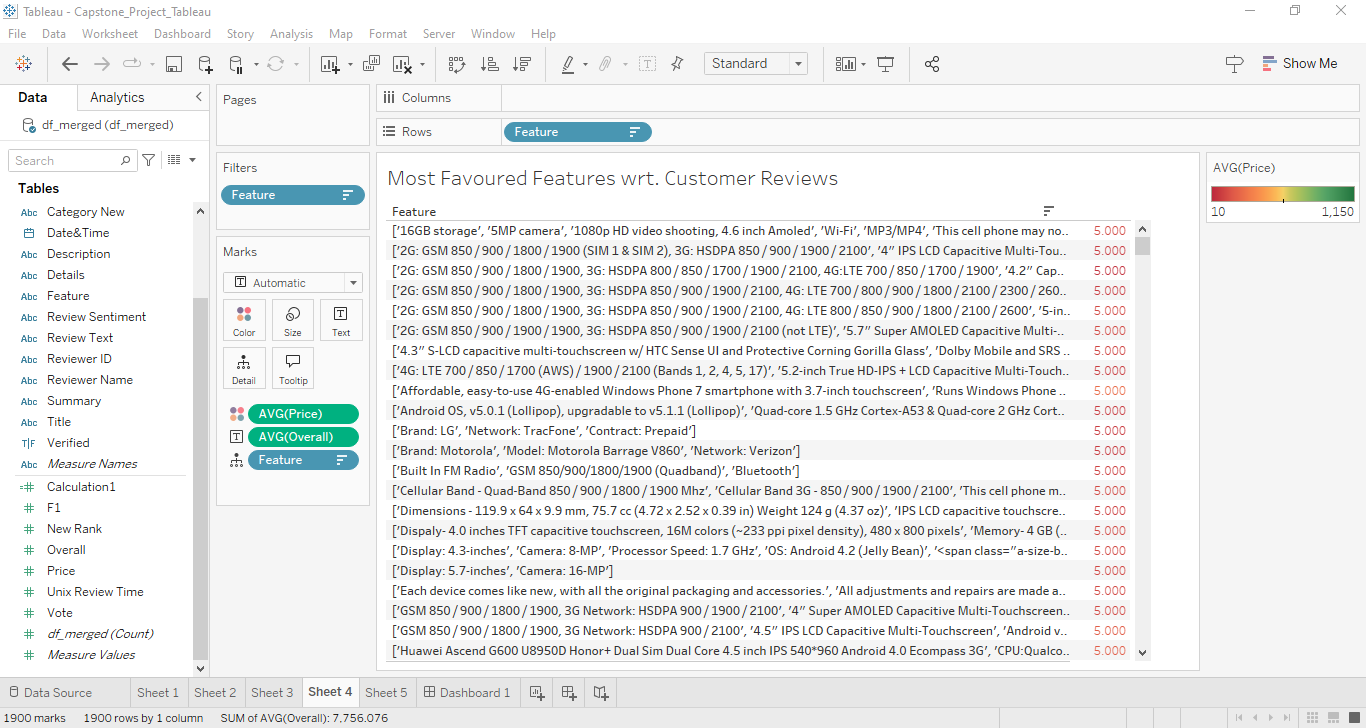 Tableau - Capstone_Project_Tableau
File Data Worksheet Dashboard Story Analysis Map Format Server Window Help
Standard
Show Me
Data Analytics
df_merged (df_merged)
Search
Tables
Abc Category New
Date&Time
Abc Description
Abc Details
Abc Feature
Abc Review Sentiment
Abc Review Text
Abc Reviewer ID
Abc Reviewer Name
Abc Summary
Abc Title
T|F Verified
Abc Measure Names
=# Calculation1
# F1
# New Rank
# Overall
# Price
# Unix Review Time
# Vote
# df_merged (Count)
# Measure Values
Pages
Filters
Feature
Marks
T Automatic
Color Size Text
Detail Tooltip
AVG(Price)
T AVG(Overall)
Feature
Columns
Rows Feature
Most Favoured Features wrt. Customer Reviews
Feature
['16GB storage', '5MP camera', '1080p HD video shooting, 4.6 inch Amoled', 'Wi-Fi', 'MP3/MP4', 'This cell phone may no.. 5.000
['2G: GSM 850 / 900 / 1800 / 1900 (SIM 1 & SIM 2), 3G: HSDPA 850 / 900 / 1900 / 2100', '4” IPS LCD Capacitive Multi-Tou.. 5.000
['2G: GSM 850 / 900 / 1800 / 1900, 3G: HSDPA 800 / 850 / 1700 / 1900 / 2100, 4G:LTE 700 / 850 / 1700 / 1900', '4.2” Cap.. 5.000
['2G: GSM 850 / 900 / 1800 / 1900, 3G: HSDPA 850 / 900 / 1900 / 2100, 4G: LTE 700 / 800 / 900 / 1800 / 2100 / 2300 / 260.. 5.000
['2G: GSM 850 / 900 / 1800 / 1900, 3G: HSDPA 850 / 900 / 1900 / 2100, 4G: LTE 800 / 850 / 900 / 1800 / 2100 / 2600', '5-in.. 5.000
['2G: GSM 850 / 900 / 1900 / 1900, 3G: HSDPA 850 / 900 / 1900 / 2100 (not LTE)', '5.7” Super AMOLED Capacitive Multi-.. 5.000
['4.3” S-LCD capacitive multi-touchscreen w/ HTC Sense UI and Protective Corning Gorilla Glass', 'Dolby Mobile and SRS .. 5.000
['4G: LTE 700 / 850 / 1700 (AWS) / 1900 / 2100 (Bands 1, 2, 4, 5, 17)', '5.2-inch True HD-IPS + LCD Capacitive Multi-Touch.. 5.000
['Affordable, easy-to-use 4G-enabled Windows Phone 7 smartphone with 3.7-inch touchscreen', 'Runs Windows Phone .. 5.000
['Android OS, v5.0.1 (Lollipop), upgradable to v5.1.1 (Lollipop)', 'Quad-core 1.5 GHz Cortex-A53 & Quad-core 2 GHz Cort.. 5.000
['Brand: LG', 'Network: TracFone', 'Contract: Prepaid'] 5.000
['Brand: Motorola', 'Model: Motorola Barrage V860', 'Network: Verizon'] 5.000
['Built In FM Radio', 'GSM 850/900/1800/1900 (Quadband)', 'Bluetooth'] 5.000
['Cellular Band - Quad-Band 850 / 900 / 1800 / 1900 Mhz', 'Cellular Band 3G - 850 / 900 / 1900 / 2100', 'This cell phone m.. 5.000
['Dimensions - 119.9 x 64 x 9.9 mm, 75.7 cc (4.72 x 2.52 x 0.39 in) Weight 124 g (4.37 oz)', 'IPS LCD capacitive touchscre.. 5.000
['Dispaly- 4.0 inches TFT capacitive touchscreen, 16M colors (~233 ppi pixel density), 480 x 800 pixels', 'Memory- 4 GB (.. 5.000
['Display: 4.3-inches', 'Camera: 8-MP', 'Processor Speed: 1.7 GHz', 'OS: Android 4.2 (Jelly Bean)', '<span class="a-size-b.. 5.000
['Display: 5.7-inches', 'Camera: 16-MP'] 5.000
['Each device comes like new, with all the original packaging and accessories.', 'All adjustments and repairs are made a.. 5.000
['GSM 850 / 900 / 1800 / 1900, 3G Network: HSDPA 900 / 1900 / 2100', '4” Super AMOLED Capacitive Multi-Touchscreen.. 5.000
['GSM 850 / 900 / 1800 / 1900, 3G Network: HSDPA 900 / 2100', '4.5” IPS LCD Capacitive Multi-Touchscreen', 'Android v.. 5.000
['Huawei Ascend G600 U8950D Honor+ Dual Sim Dual Core 4.5 inch IPS 540*960 Android 4.0 Ecompass 3G', 'CPU:Qualco.. 5.000
AVG(Price)
10 1,150
Data Source Sheet 1 Sheet 2 Sheet 3 Sheet 4 Sheet 5 Dashboard 1
1900 marks 1900 rows by 1 column SUM of AVG(Overall): 7,756.076